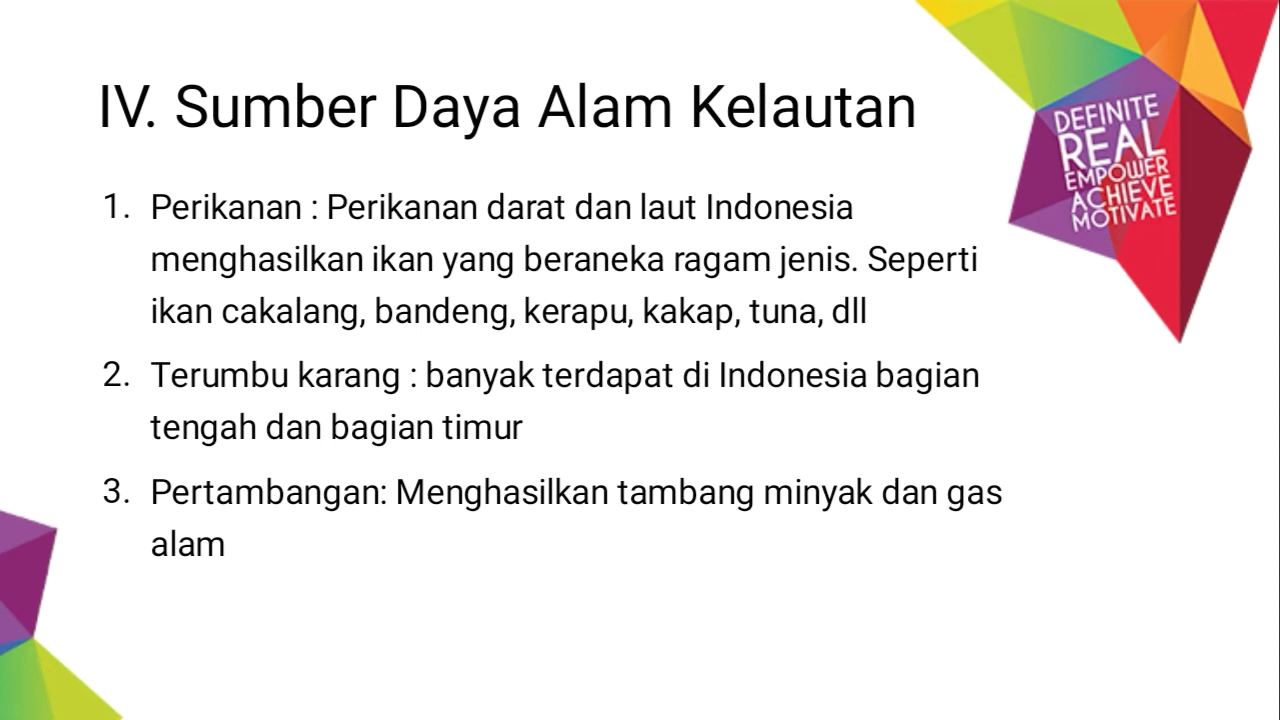 IV. Sumber Daya Alam Kelautan
1. Perikanan : Perikanan darat dan laut Indonesia
menghasilkan ikan yang beraneka ragam jenis. Seperti
ikan cakalang, bandeng, kerapu, kakap, tuna, dll
2. Terumbu karang : banyak terdapat di Indonesia bagian
tengah dan bagian timur
3. Pertambangan: Menghasilkan tambang minyak dan gas
alam
DEFINITE
REAL
EMPOWER
ACHIEVE
MOTIVATE